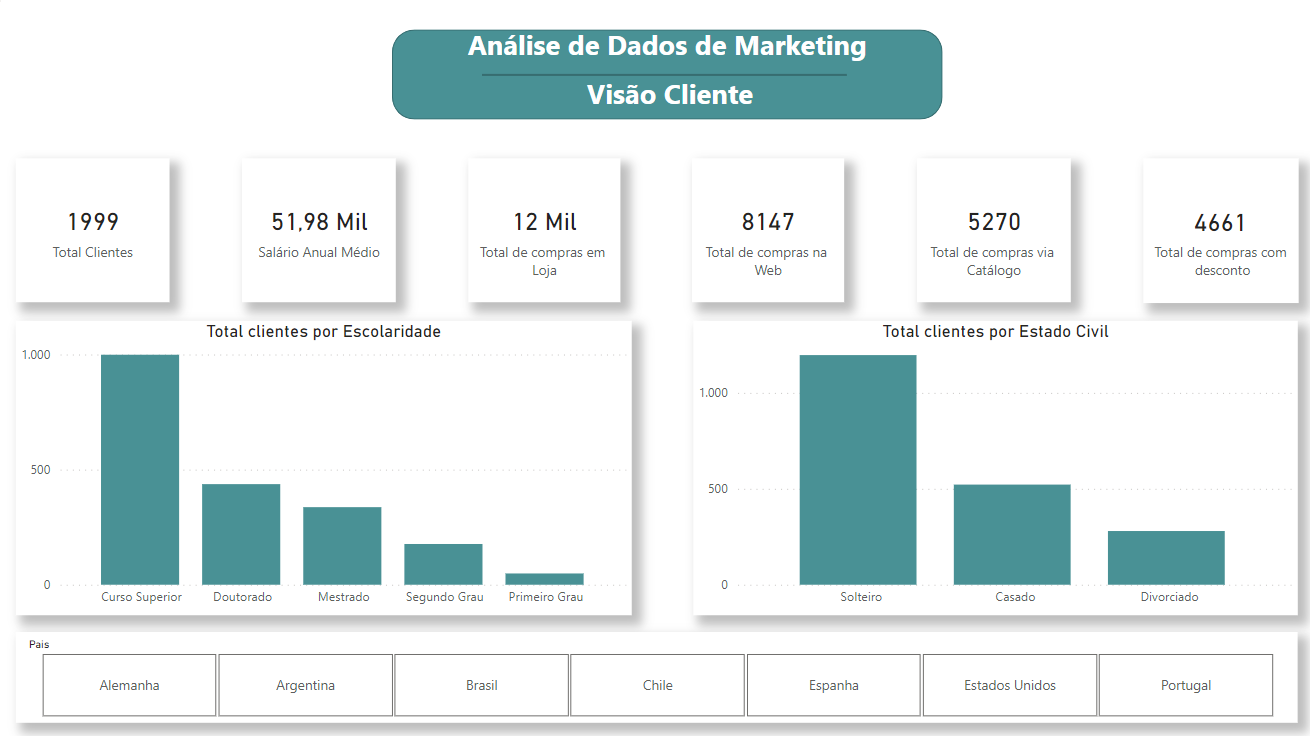 Análise de Dados de Marketing
Visão Cliente
1999
Total Clientes
51,98 Mil
Salário Anual Médio
12 Mil
Total de compras em
Loja
8147
Total de compras na
Web
5270
Total de compras via
Catálogo
4661
Total de compras com
desconto
Total clientes por Escolaridade
1.000
500
0
Curso Superior
Doutorado
Mestrado
Segundo Grau
Primeiro Grau
Total clientes por Estado Civil
1.000
500
0
Solteiro
Casado
Divorciado
Pais
Alemanha
Argentina
Brasil
Chile
Espanha
Estados Unidos
Portugal